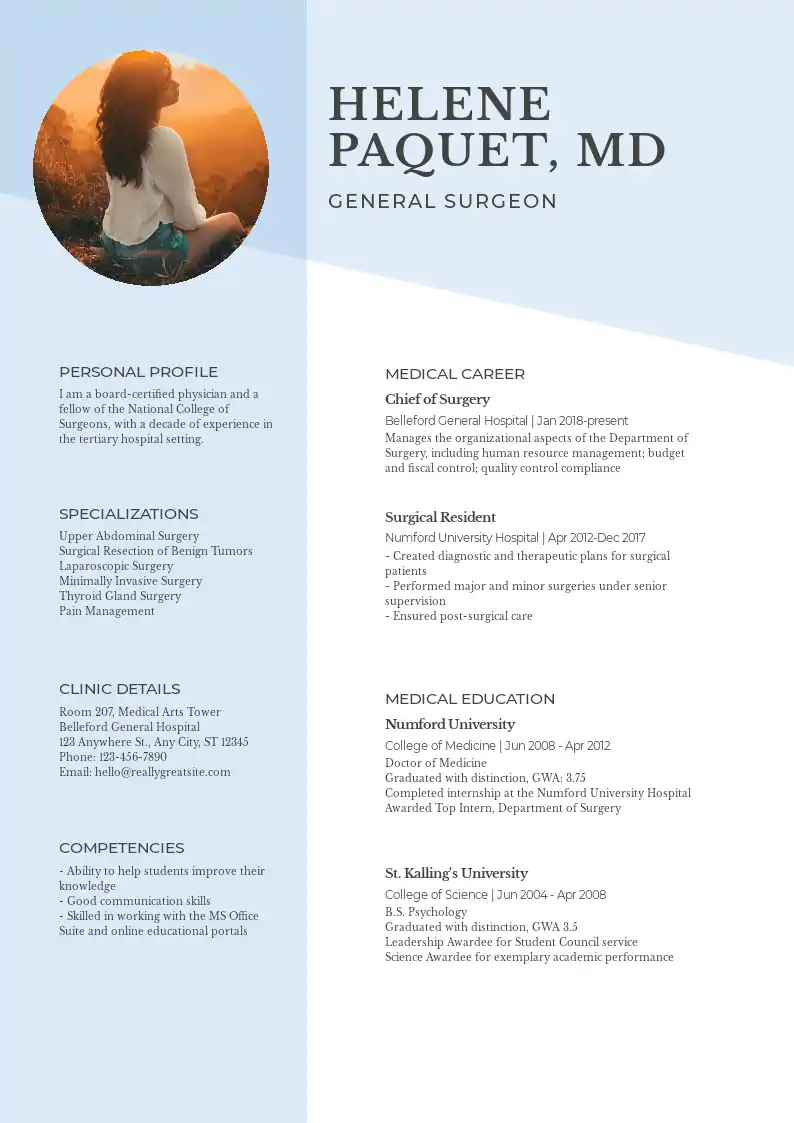 HELENE
PAQUET, MD
GENERAL SURGEON
PERSONAL PROFILE
I am a board-certified physician and a
fellow of the National College of
Surgeons, with a decade of experience in
the tertiary hospital setting.
SPECIALIZATIONS
Upper Abdominal Surgery
Surgical Resection of Benign Tumors
Laparoscopic Surgery
Minimally Invasive Surgery
Thyroid Gland Surgery
Pain Management
CLINIC DETAILS
Room 207, Medical Arts Tower
Belleford General Hospital
123 Anywhere St., Any City, ST 12345
Phone: 123-456-7890
Email: hello@reallygreatsite.com
COMPETENCIES
- Ability to help students improve their
knowledge
- Good communication skills
- Skilled in working with the MS Office
Suite and online educational portals
MEDICAL CAREER
Chief of Surgery
Belleford General Hospital | Jan 2018-present
Manages the organizational aspects of the Department of
Surgery, including human resource management; budget
and fiscal control; quality control compliance
Surgical Resident
Numford University Hospital | Apr 2012-Dec 2017
- Created diagnostic and therapeutic plans for surgical
patients
- Performed major and minor surgeries under senior
supervision
- Ensured post-surgical care
MEDICAL EDUCATION
Numford University
College of Medicine | Jun 2008 - Apr 2012
Doctor of Medicine
Graduated with distinction, GWA: 3.75
Completed internship at the Numford University Hospital
Awarded Top Intern, Department of Surgery
St. Kalling's University
College of Science | Jun 2004 - Apr 2008
B.S. Psychology
Graduated with distinction, GWA 3.5
Leadership Awardee for Student Council service
Science Awardee for exemplary academic performance